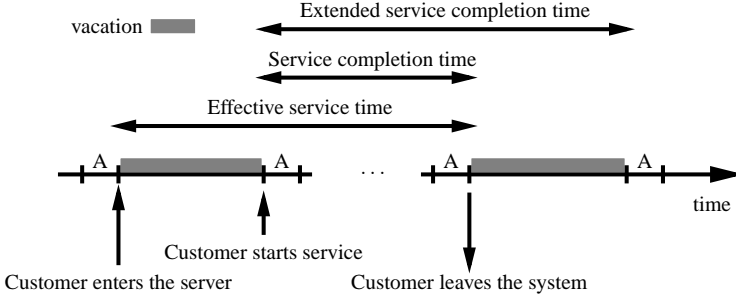 Extended service completion time
vacation
Service completion time
Effective service time
A A ... A A
time
Customer starts service
Customer enters the server Customer leaves the system